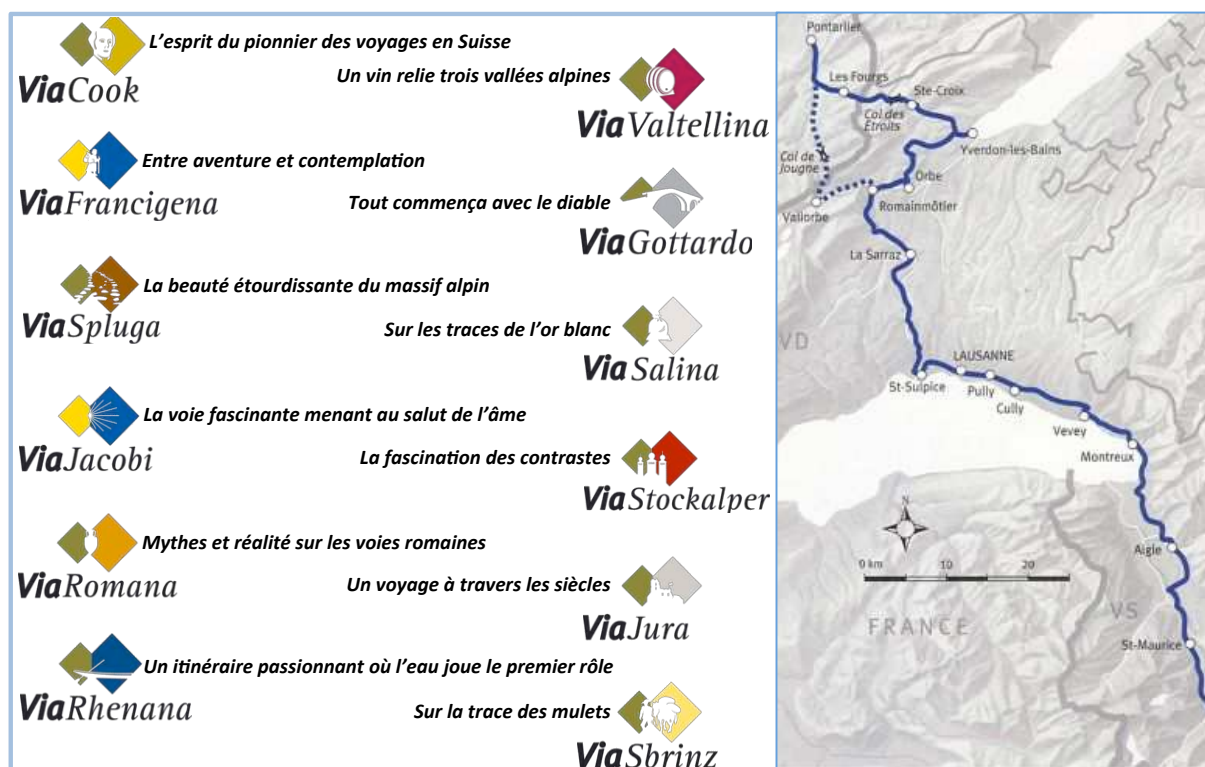 L'esprit du pionnier des voyages en Suisse
ViaCook
Un vin relie trois vallées alpines
ViaValtellina
Entre aventure et contemplation
ViaFrancigena
Tout commença avec le diable
ViaGottardo
La beauté étourdissante du massif alpin
ViaSpluga
Sur les traces de l'or blanc
ViaSalina
La voie fascinante menant au salut de l'âme
ViaJacobi
La fascination des contrastes
ViaStockalper
Mythes et réalité sur les voies romaines
ViaRomana
Un voyage à travers les siècles
ViaJura
Un itinéraire passionnant où l'eau joue le premier rôle
ViaRhenana
Sur la trace des mulets
ViaSbrinz
Pontarlier
Les Fourgs
Ste-Croix
Col des
Étroits
Yverdon-les-Bains
Col de
Jougne
Orbe
Vallorbe
Romainmôtier
La Sarraz
VD
LAUSANNE
St-Sulpice
Pully
Cully
Vevey
Montreux
N
Aigle
0 km 10 20
VS
FRANCE
St-Maurice